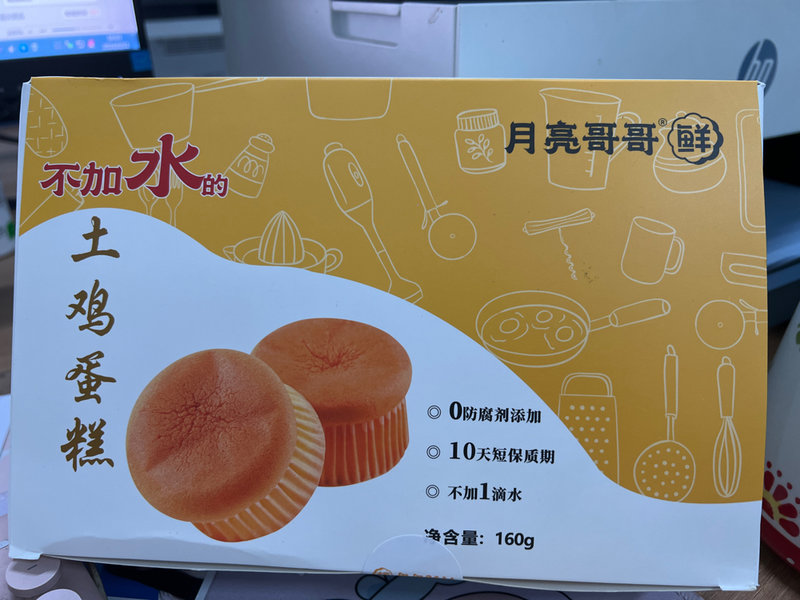 月亮哥哥® 鲜
不加水的
土鸡蛋糕
◎ 0防腐剂添加
◎ 10天短保质期
◎ 不加1滴水
净含量：160g
hp